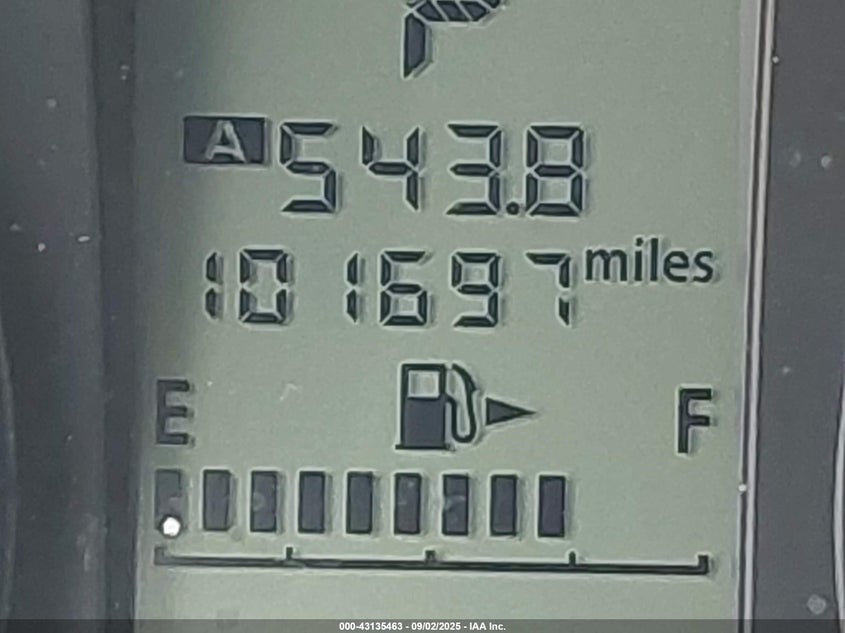 P
A 543.8
101697 miles
E F
000-43135463 - 09/02/2025 - IAA Inc.